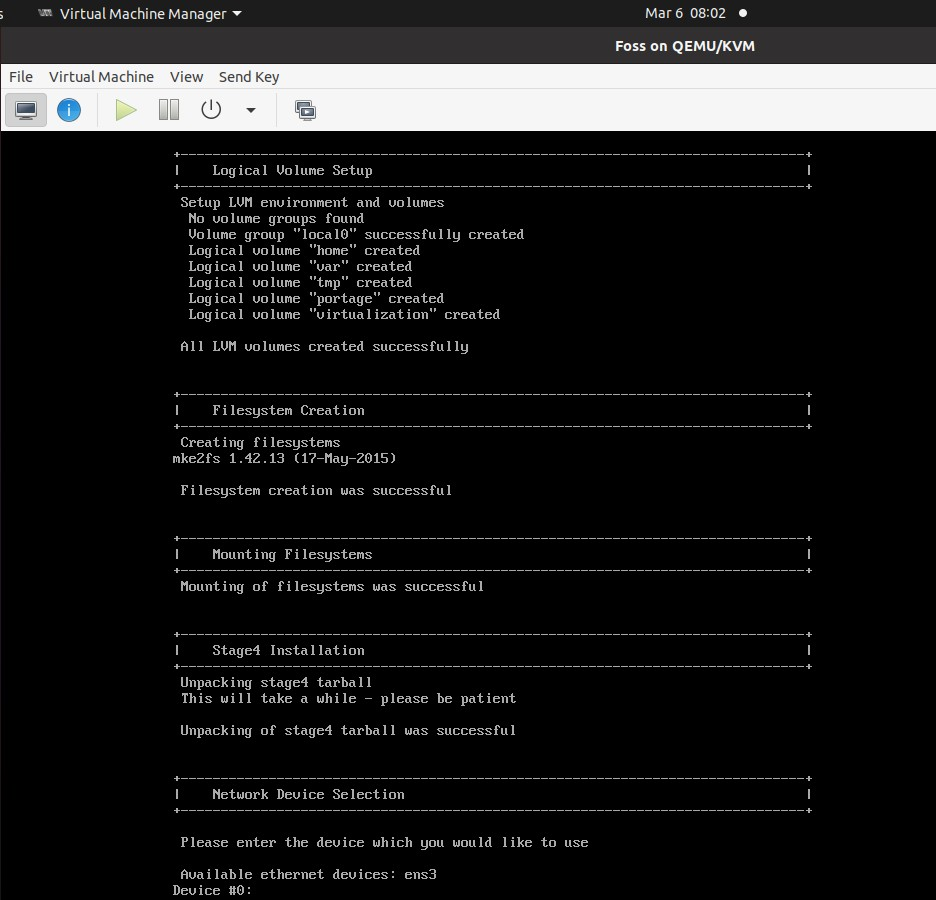 s Virtual Machine Manager Mar 6 08:02
Foss on QEMU/KVM
File Virtual Machine View Send Key
+------------------------------------------------------------------------------+
| Logical Volume Setup |
+------------------------------------------------------------------------------+
Setup LVM environment and volumes
No volume groups found
Volume group "local0" successfully created
Logical volume "home" created
Logical volume "var" created
Logical volume "tmp" created
Logical volume "portage" created
Logical volume "virtualization" created
All LVM volumes created successfully
+------------------------------------------------------------------------------+
| Filesystem Creation |
+------------------------------------------------------------------------------+
Creating filesystems
mke2fs 1.42.13 (17-May-2015)
Filesystem creation was successful
+------------------------------------------------------------------------------+
| Mounting Filesystems |
+------------------------------------------------------------------------------+
Mounting of filesystems was successful
+------------------------------------------------------------------------------+
| Stage4 Installation |
+------------------------------------------------------------------------------+
Unpacking stage4 tarball
This will take a while - please be patient
Unpacking of stage4 tarball was successful
+------------------------------------------------------------------------------+
| Network Device Selection |
+------------------------------------------------------------------------------+
Please enter the device which you would like to use
Available ethernet devices: ens3
Device #0: